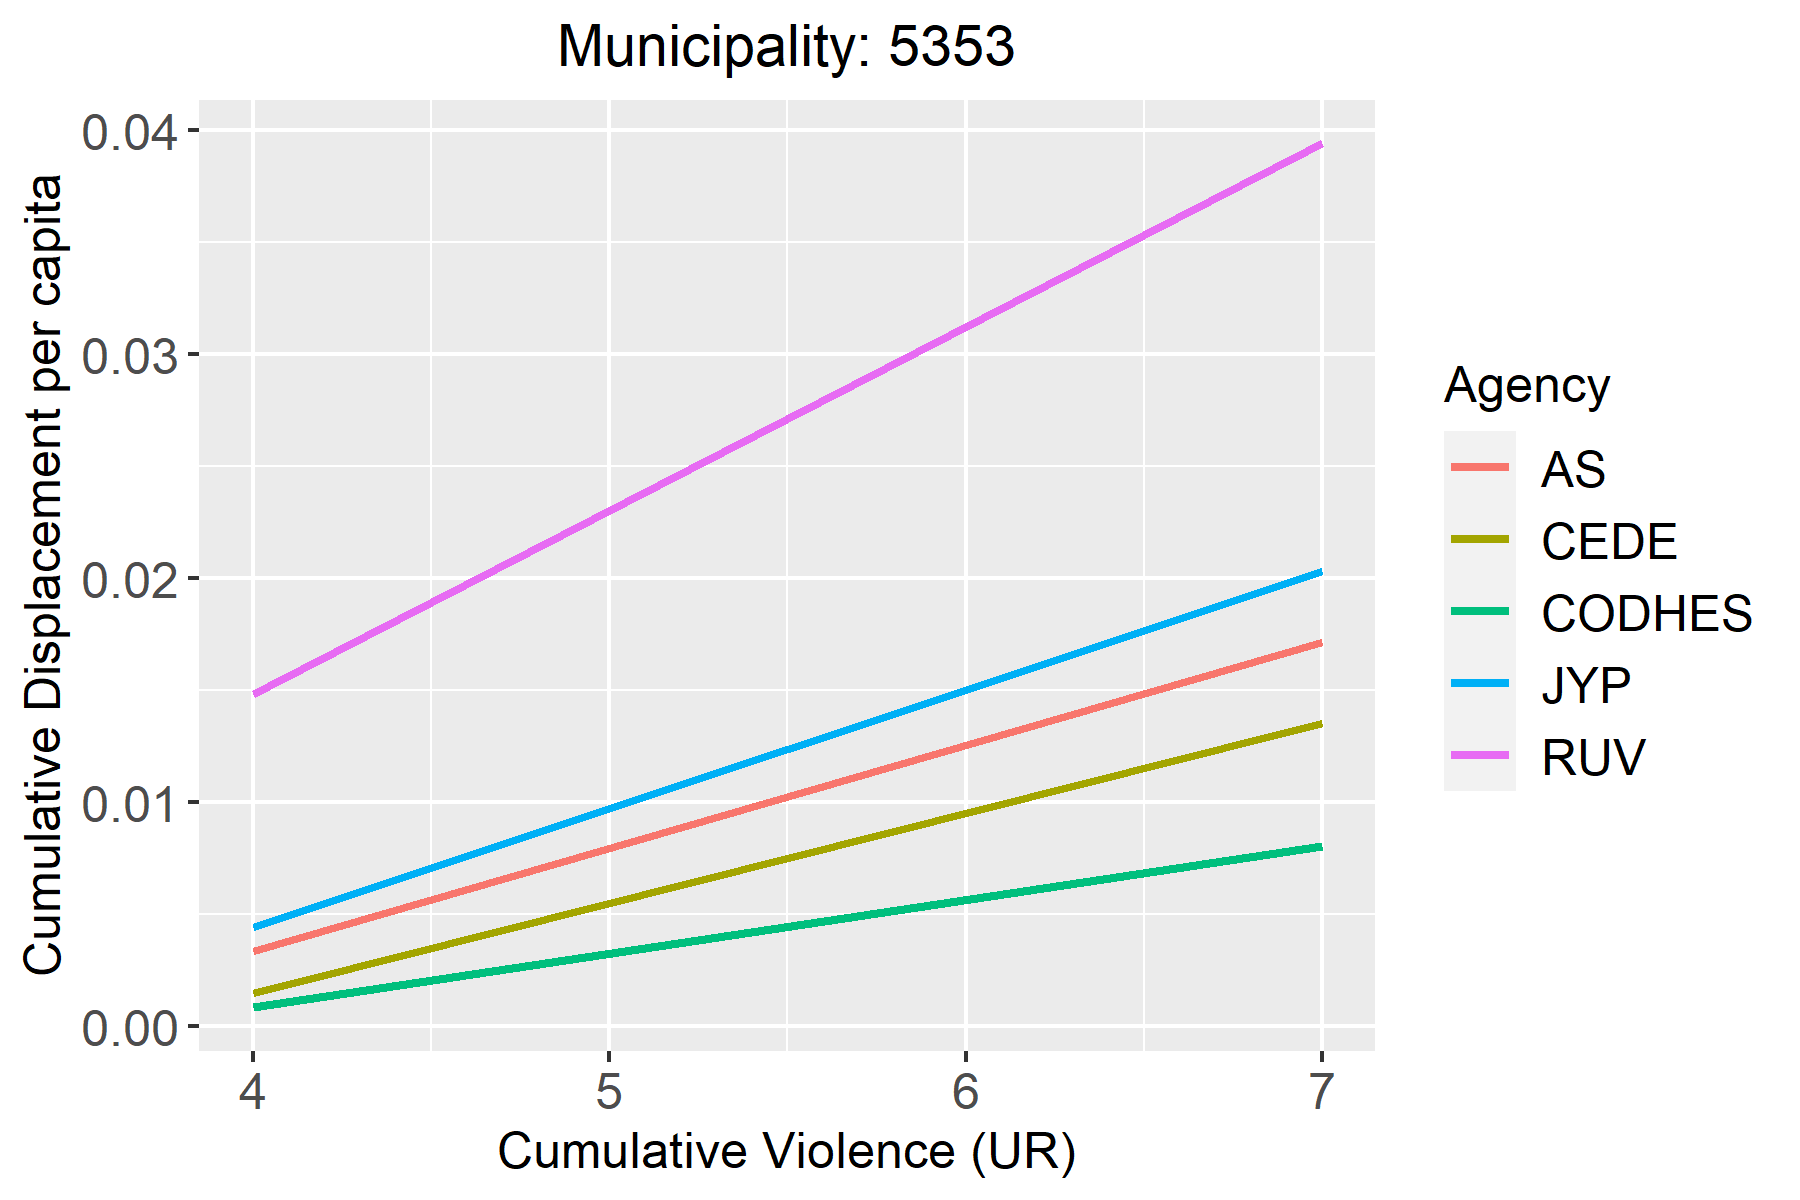 Municipality: 5353
Cumulative Displacement per capita
0.04
0.03
0.02
0.01
0.00
4 5 6 7
Cumulative Violence (UR)
Agency
AS
CEDE
CODHES
JYP
RUV